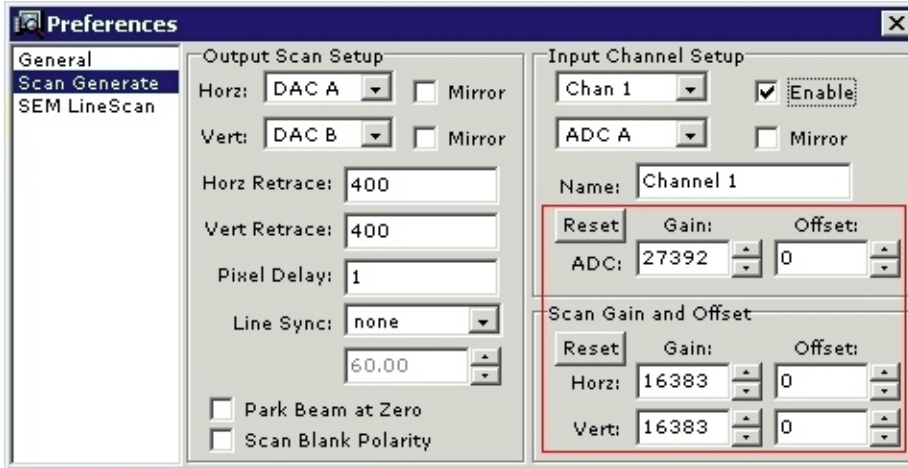 Preferences
General
Scan Generate
SEM LineScan
Output Scan Setup
Horz: DAC A Mirror
Vert: DAC B Mirror
Horz Retrace: 400
Vert Retrace: 400
Pixel Delay: 1
Line Sync: none
60.00
Park Beam at Zero
Scan Blank Polarity
Input Channel Setup
Chan 1 Enable
ADC A Mirror
Name: Channel 1
Reset Gain: Offset:
ADC: 27392 0
Scan Gain and Offset
Reset Gain: Offset:
Horz: 16383 0
Vert: 16383 0